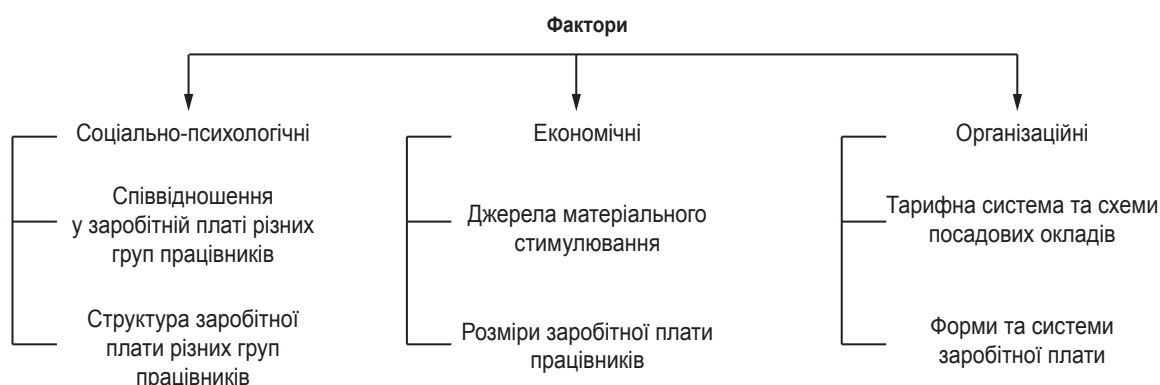 Фактори
Соціально-психологічні
Співвідношення
у заробітній платі різних
груп працівників
Структура заробітної
плати різних груп
працівників
Економічні
Джерела матеріального
стимулювання
Розміри заробітної плати
працівників
Організаційні
Тарифна система та схеми
посадових окладів
Форми та системи
заробітної плати